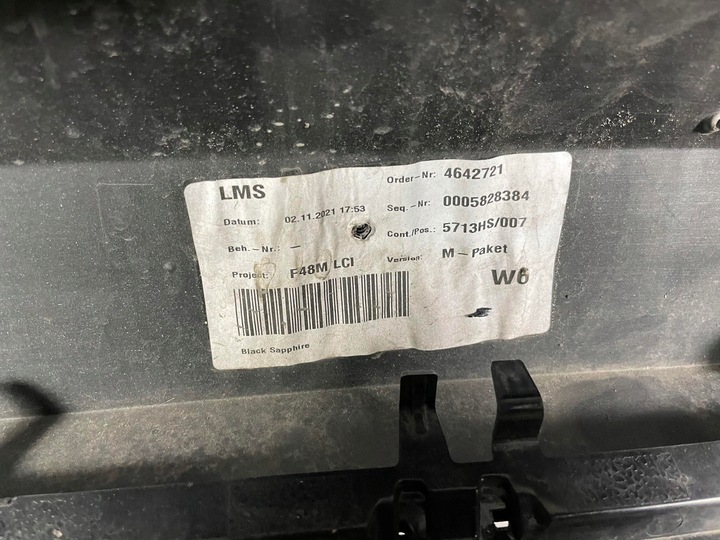 LMS
Order-Nr: 4642721
Datum: 02.11.2021 17:53
Seq.-Nr: 0005828384
Beh.-Nr.: –
Cont./Pos.: 5713HS/007
Project: F48M LCI
Version: M-Paket
W6
Black Sapphire